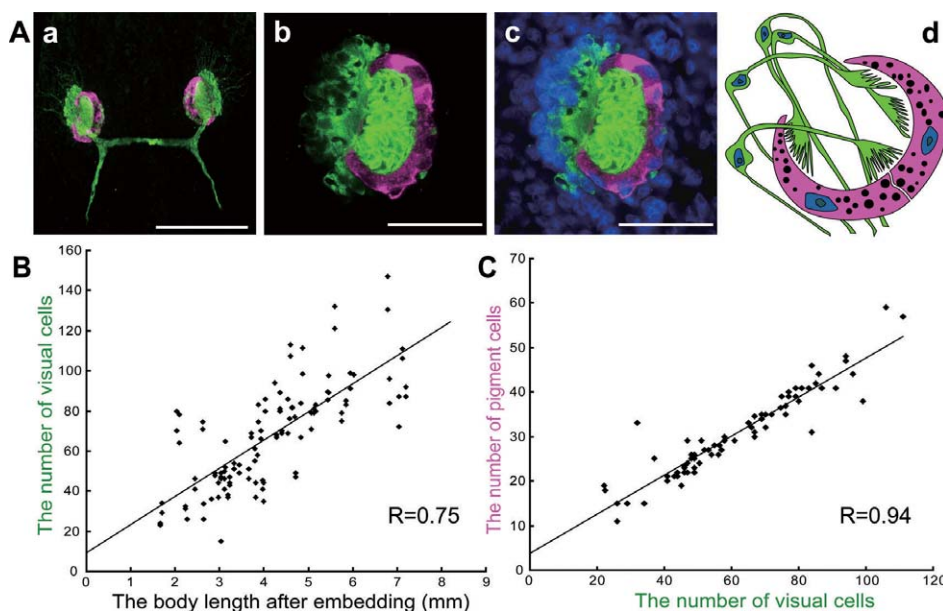 A
a
b
c
d
B
160
140
120
100
80
60
40
20
0
0 1 2 3 4 5 6 7 8 9
The number of visual cells
The body length after embedding (mm)
R=0.75
C
70
60
50
40
30
20
10
0
0 20 40 60 80 100 120
The number of pigment cells
The number of visual cells
R=0.94